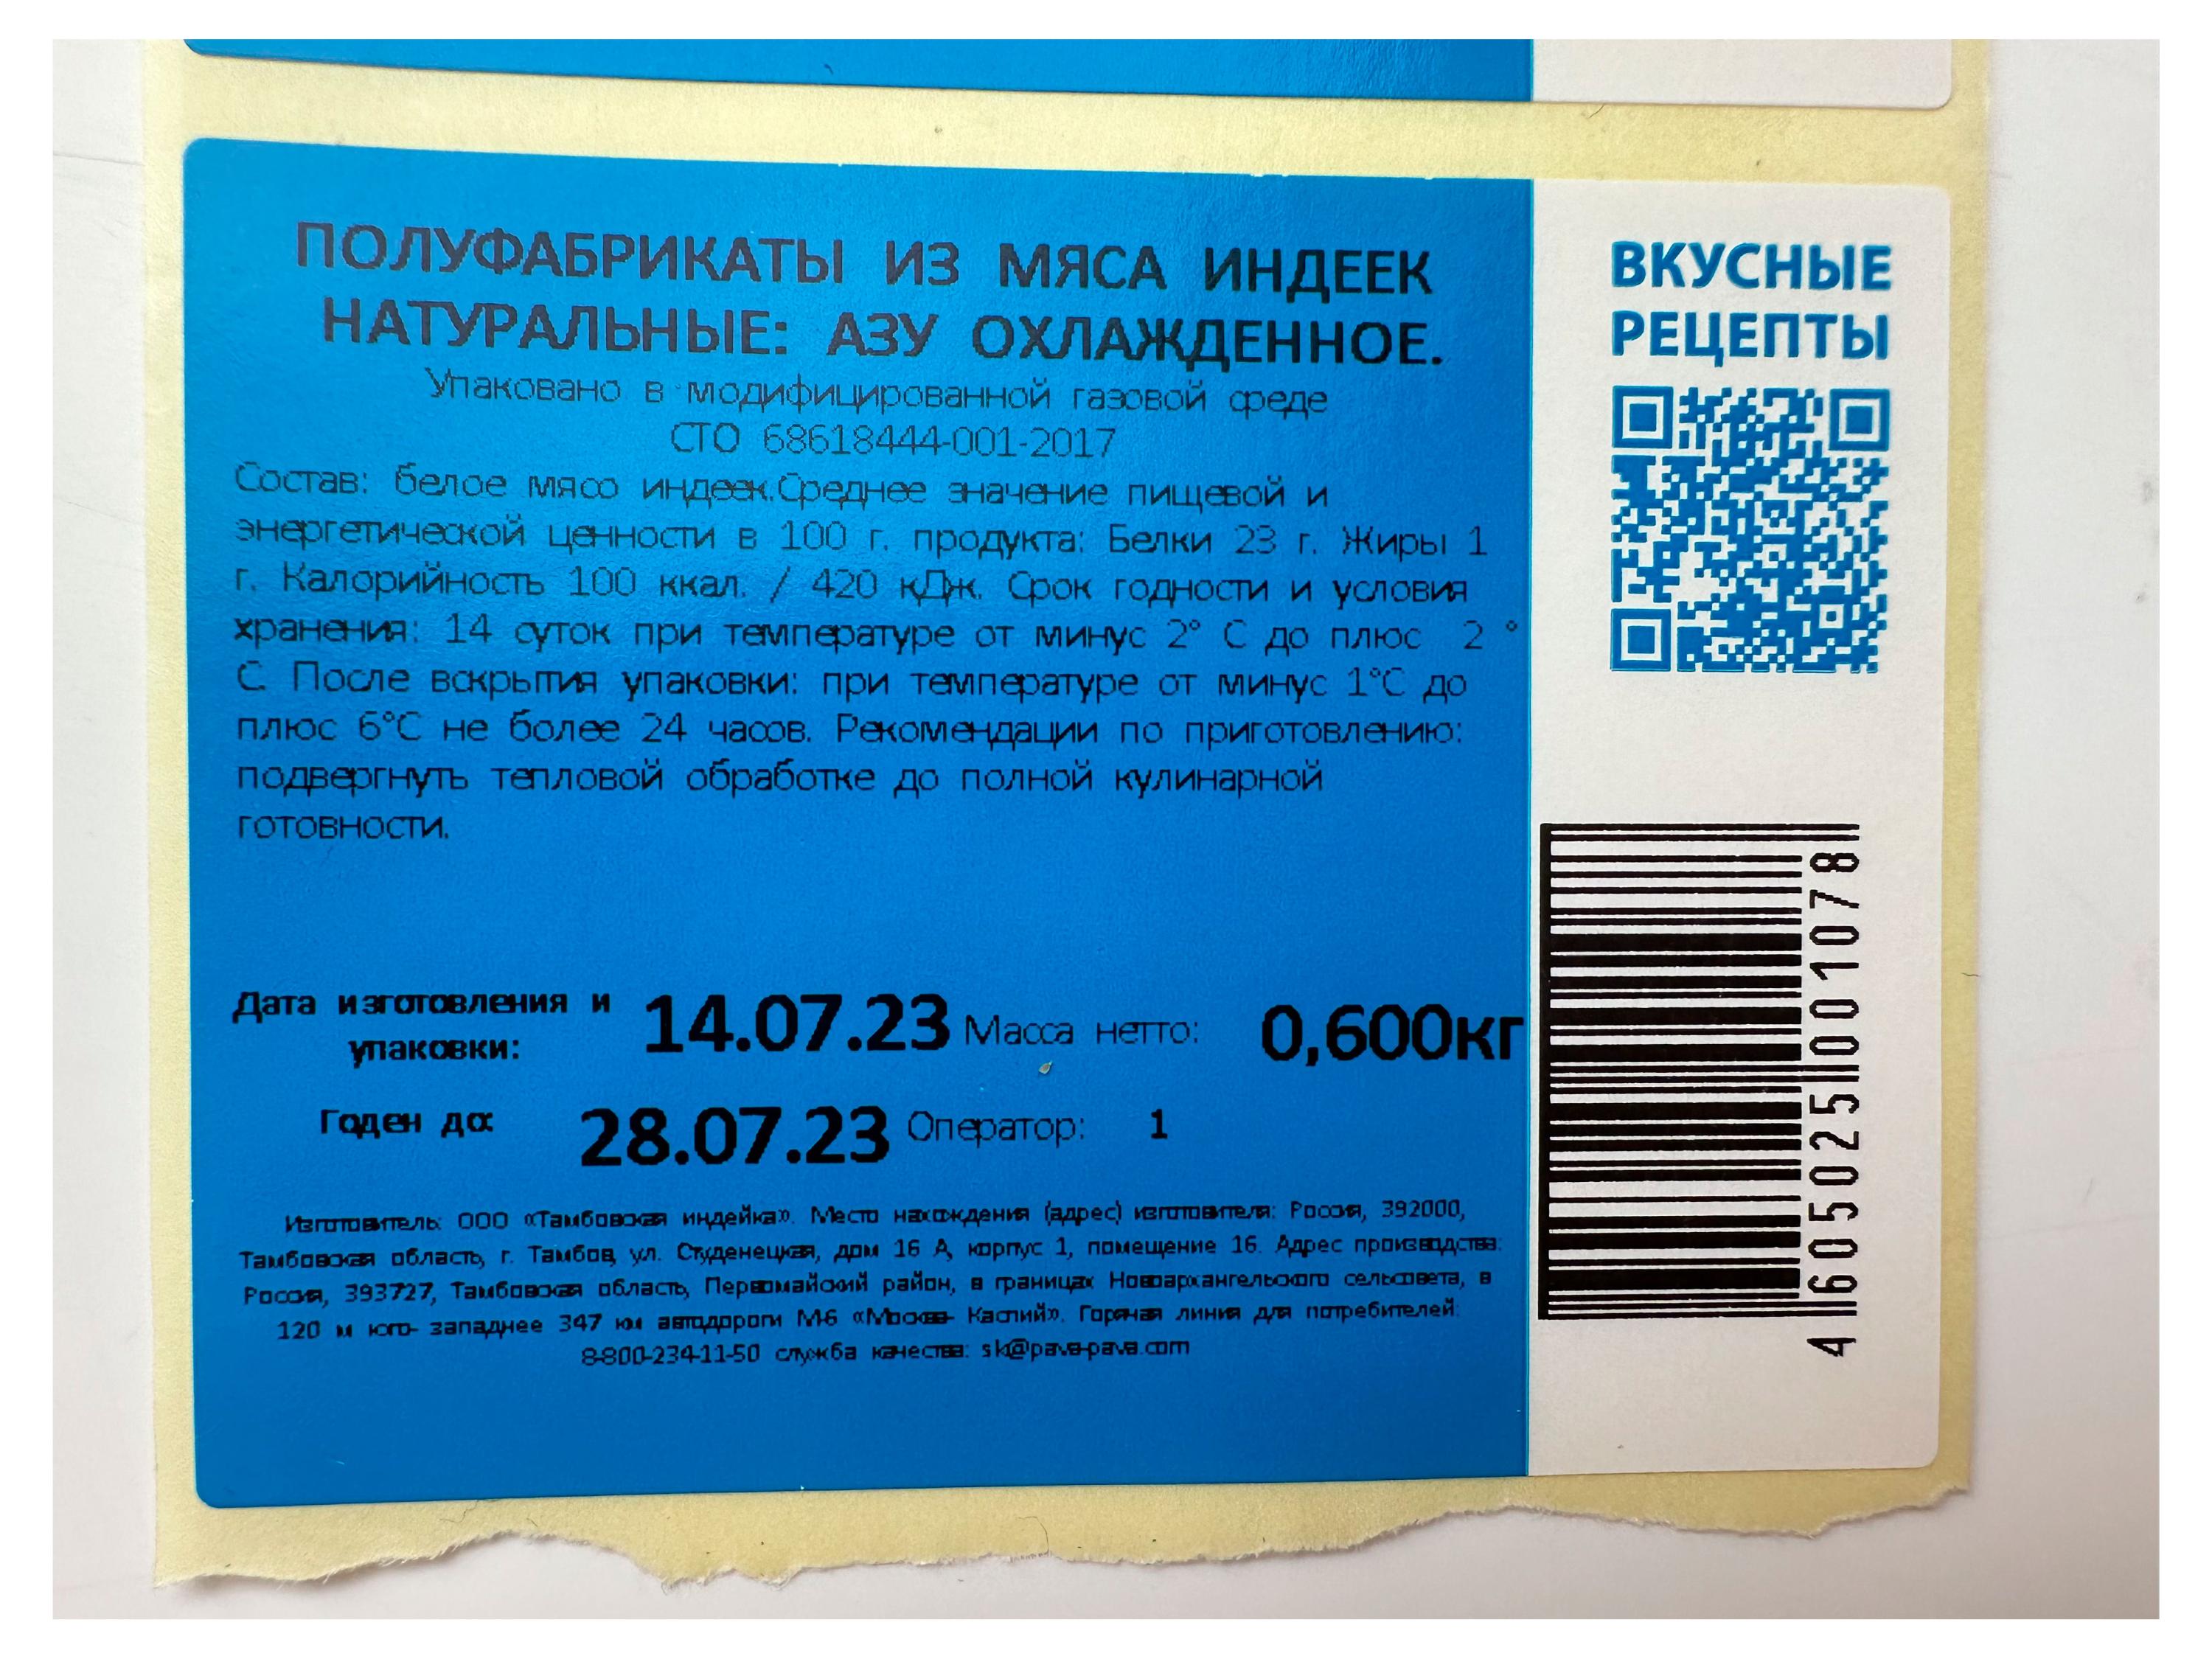 ПОЛУФАБРИКАТЫ ИЗ МЯСА ИНДЕЕК
НАТУРАЛЬНЫЕ: АЗУ ОХЛАЖДЕННОЕ.
Упаковано в модифицированной газовой среде
СТО 68618444-001-2017
Состав: белое мясо индеек.Среднее значение пищевой и
энергетической ценности в 100 г. продукта: Белки 23 г. Жиры 1
г. Калорийность 100 ккал. / 420 кДж. Срок годности и условия
хранения: 14 суток при температуре от минус 2° С до плюс 2 °
С. После вскрытия упаковки: при температуре от минус 1°С до
плюс 6°С не более 24 часов. Рекомендации по приготовлению:
подвергнуть тепловой обработке до полной кулинарной
готовности.
Дата изготовления и
упаковки:
14.07.23 Масса нетто: 0,600кг
Годен до: 28.07.23 Оператор: 1
Изготовитель: ООО «Тамбовская индейка». Место нахождения (адрес) изготовителя: Россия, 392000,
Тамбовская область, г. Тамбов, ул. Студенецкая, дом 16 А, корпус 1, помещение 16. Адрес производства:
Россия, 393727, Тамбовская область, Первомайский район, в границах Новоархангельского сельсовета, в
120 м юго- западнее 347 км автодороги М-6 «Москва- Каспий». Горячая линия для потребителей:
8-800-234-11-50 служба качества: sk@pava-pava.com
ВКУСНЫЕ
РЕЦЕПТЫ
4 605025 001078